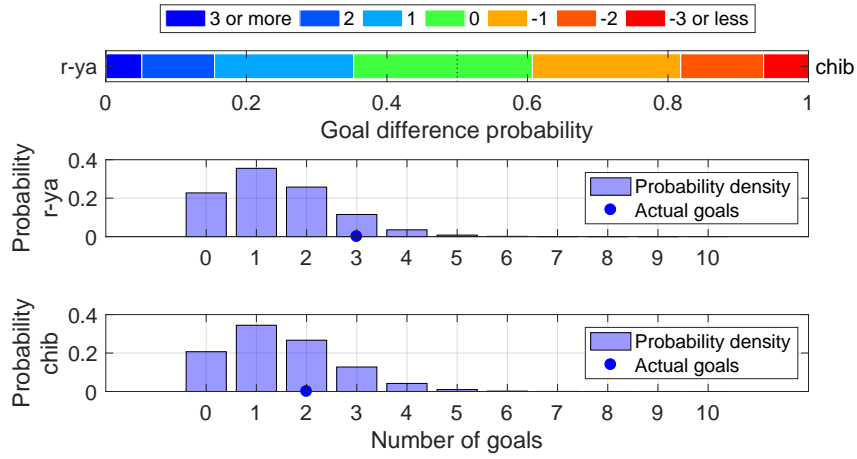 3 or more 2 1 0 -1 -2 -3 or less
r-ya chib
0 0.2 0.4 0.6 0.8 1
Goal difference probability
Probability
r-ya
0.4
0.2
0
Probability density
Actual goals
0 1 2 3 4 5 6 7 8 9 10
Probability
chib
0.4
0.2
0
Probability density
Actual goals
0 1 2 3 4 5 6 7 8 9 10
Number of goals